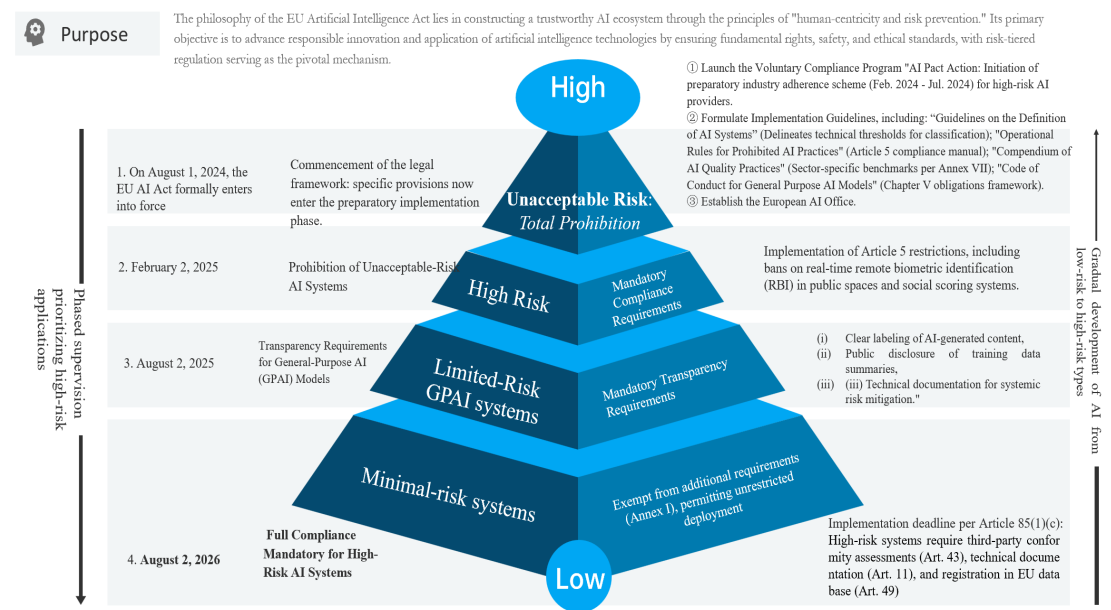 Purpose
The philosophy of the EU Artificial Intelligence Act lies in constructing a trustworthy AI ecosystem through the principles of "human-centricity and risk prevention." Its primary
objective is to advance responsible innovation and application of artificial intelligence technologies by ensuring fundamental rights, safety, and ethical standards, with risk-tiered
regulation serving as the pivotal mechanism.
High
① Launch the Voluntary Compliance Program "AI Pact Action: Initiation of
preparatory industry adherence scheme (Feb. 2024 - Jul. 2024) for high-risk AI
providers.
② Formulate Implementation Guidelines, including: “Guidelines on the Definition
of AI Systems” (Delineates technical thresholds for classification); "Operational
Rules for Prohibited AI Practices" (Article 5 compliance manual); "Compendium of
AI Quality Practices" (Sector-specific benchmarks per Annex VII); "Code of
Conduct for General Purpose AI Models" (Chapter V obligations framework).
③ Establish the European AI Office.
1. On August 1, 2024, the
EU AI Act formally enters
into force
Commencement of the legal
framework: specific provisions now
enter the preparatory implementation
phase.
Unacceptable Risk:
Total Prohibition
2. February 2, 2025
Prohibition of Unacceptable-Risk
AI Systems
High Risk
Mandatory
Compliance
Requirements
Implementation of Article 5 restrictions, including
bans on real-time remote biometric identification
(RBI) in public spaces and social scoring systems.
3. August 2, 2025
Transparency Requirements
for General-Purpose AI
(GPAI) Models
Limited-Risk
GPAI systems
Mandatory Transparency
Requirements
(i) Clear labeling of AI-generated content,
(ii) Public disclosure of training data
summaries,
(iii) (iii) Technical documentation for systemic
risk mitigation."
Minimal-risk systems
Exempt from additional requirements
(Annex I), permitting unrestricted
deployment
4. August 2, 2026
Full Compliance
Mandatory for High-
Risk AI Systems
Implementation deadline per Article 85(1)(c):
High-risk systems require third-party confor
mity assessments (Art. 43), technical docume
ntation (Art. 11), and registration in EU data
base (Art. 49)
Low
Phased supervision
prioritizing high-risk
applications
Gradual development of AI from
low-risk to high-risk types